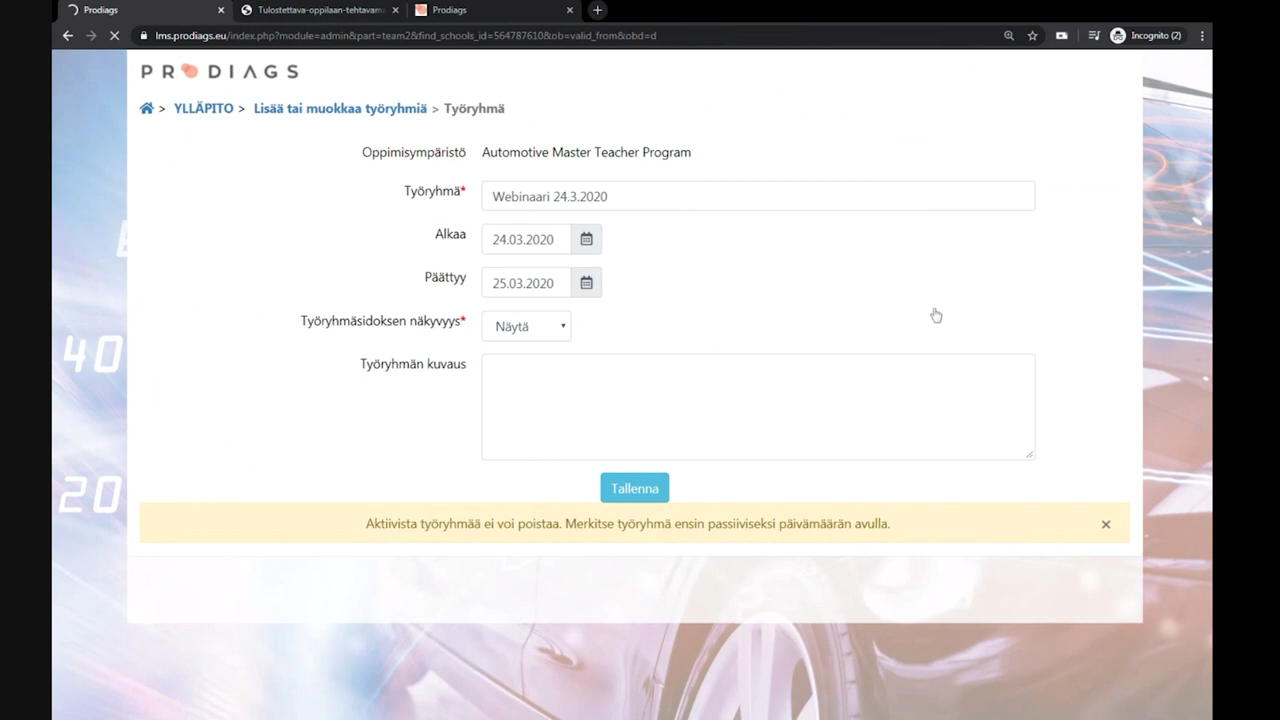 Prodiags
Tulostettava-oppilaan-tehtavama
Prodiags
lms.prodiags.eu/index.php?module=admin&part=team2&find_schools_id=564787610&ob=valid_from&obd=d
Incognito (2)
PRODIAGS
> YLLÄPITO > Lisää tai muokkaa työryhmiä > Työryhmä
Oppimisympäristö Automotive Master Teacher Program
Työryhmä* Webinaari 24.3.2020
Alkaa 24.03.2020
Päättyy 25.03.2020
Työryhmäsidoksen näkyvyys* Näytä
40
Työryhmän kuvaus
Tallenna
20
Aktiivista työryhmää ei voi poistaa. Merkitse työryhmä ensin passiiviseksi päivämäärän avulla.